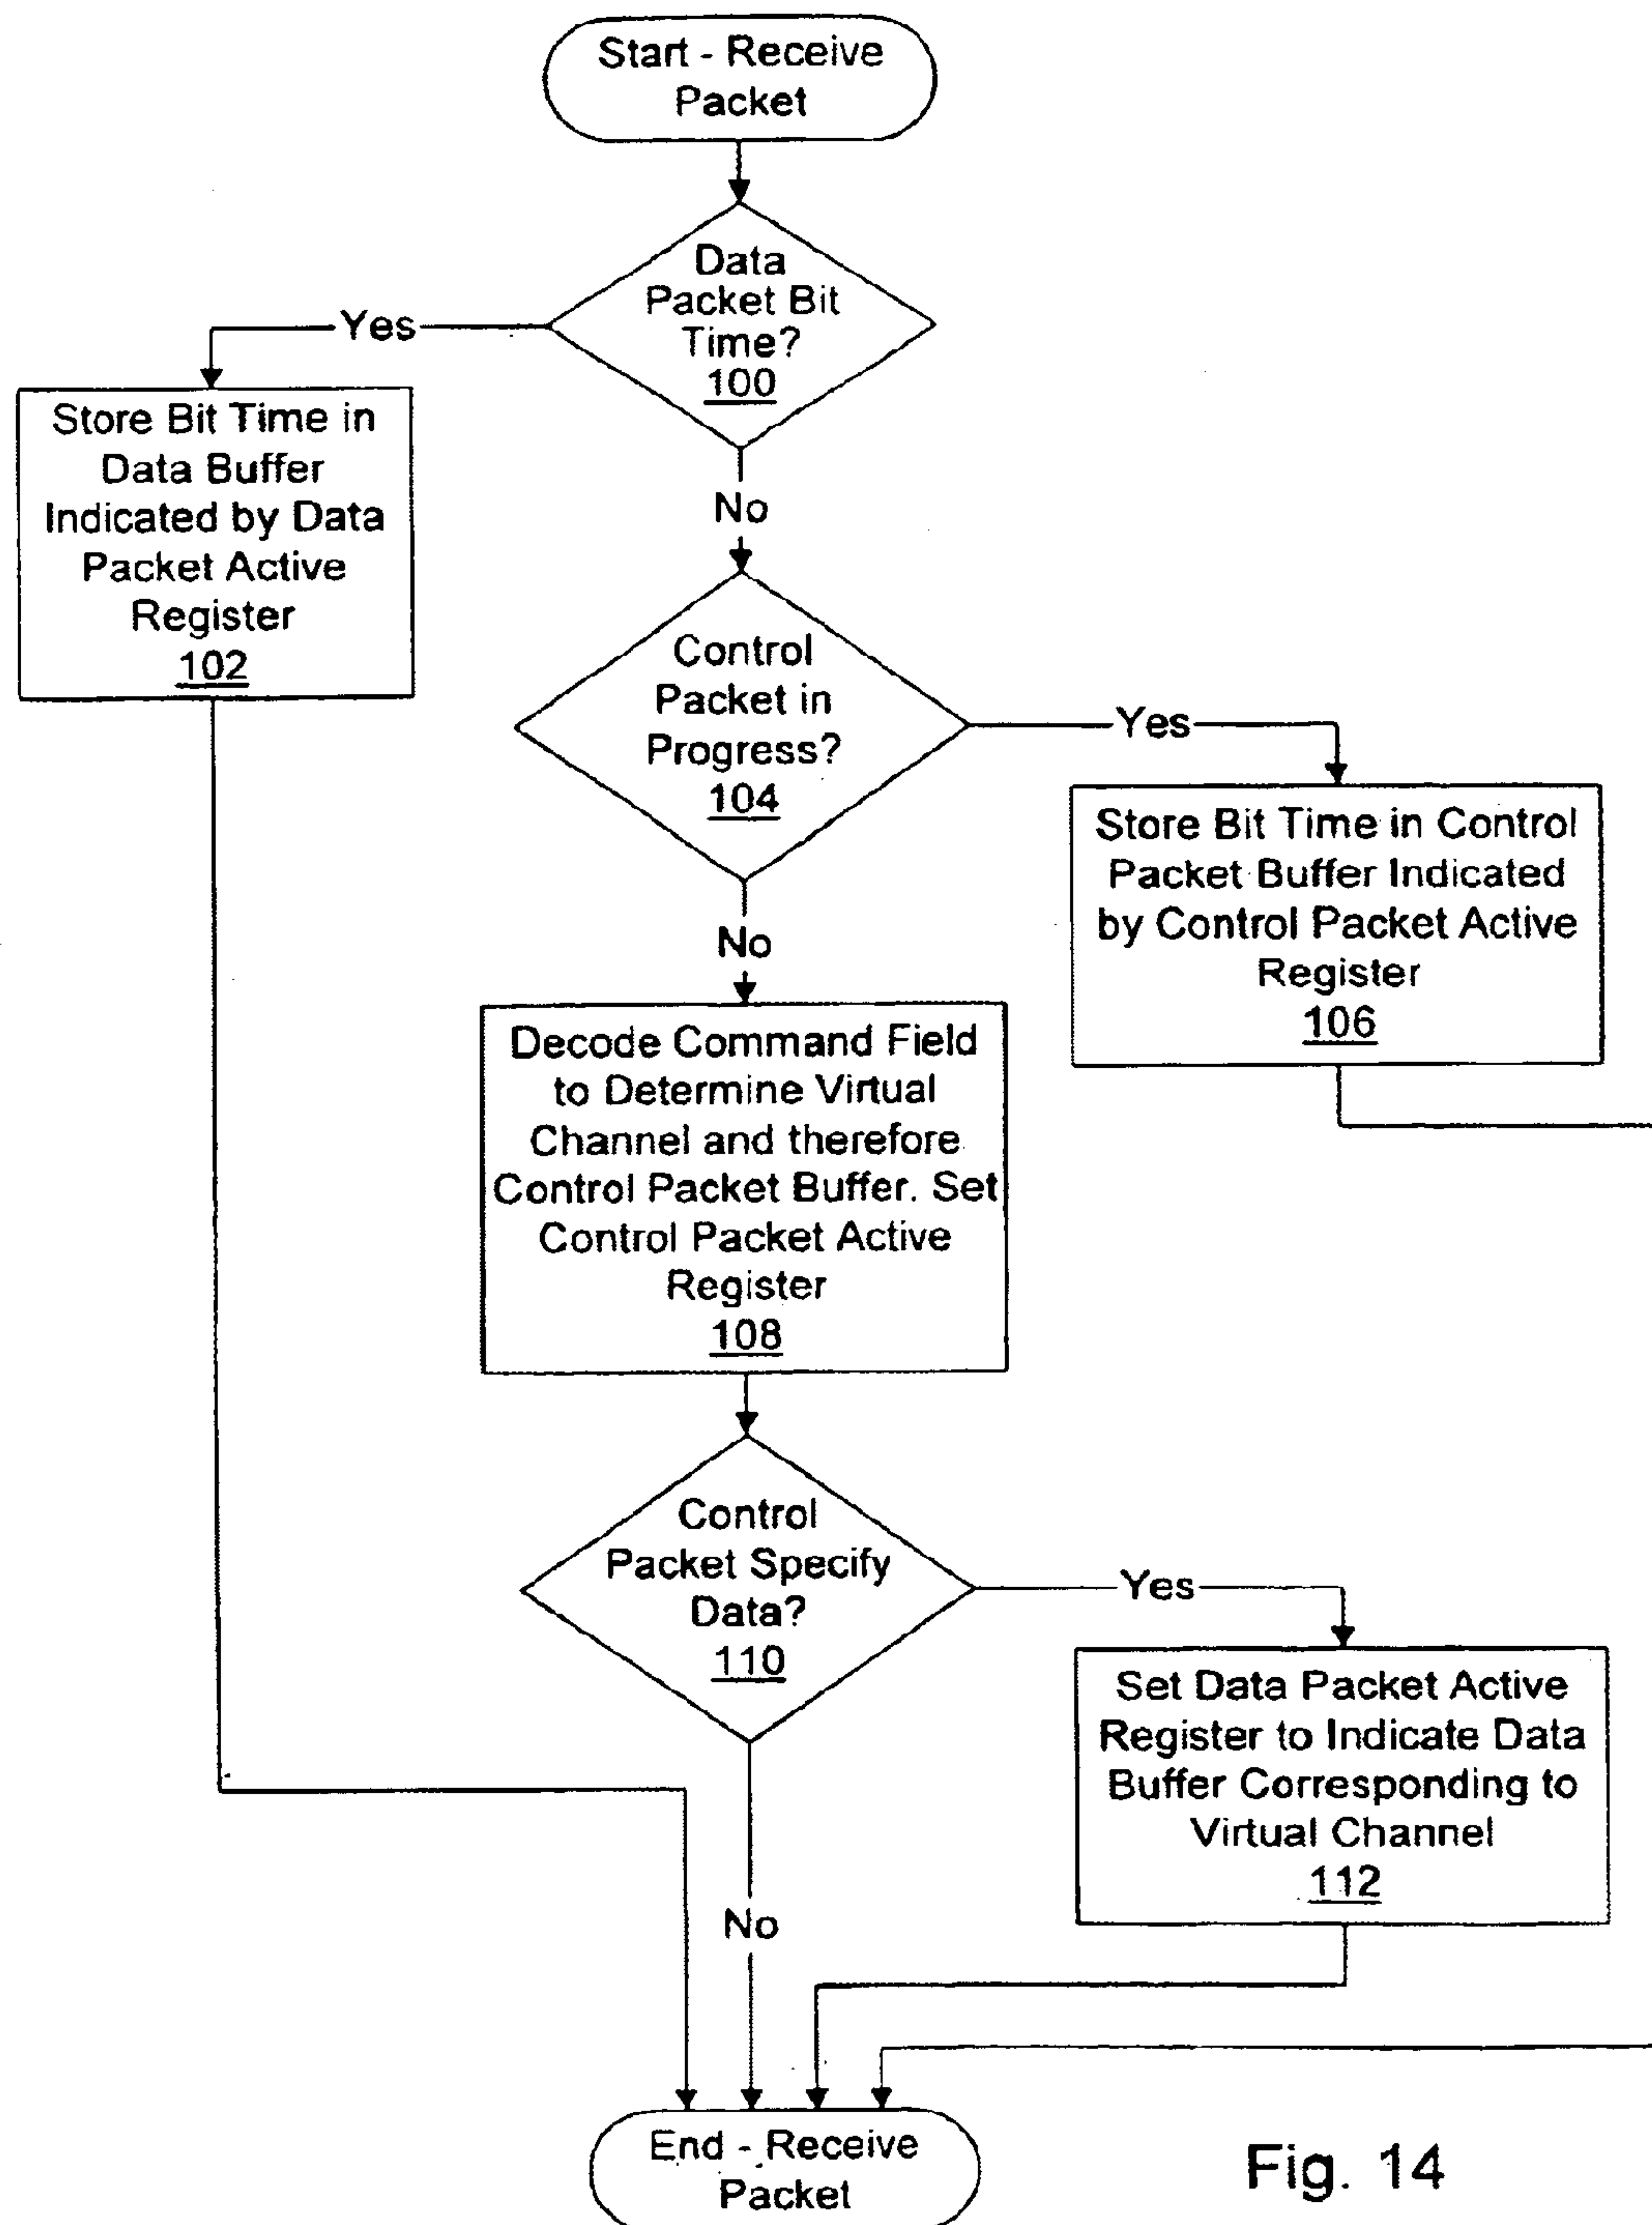 Start - Receive
Packet
Data
Packet Bit
Time?
100
Yes
Store Bit Time in
Data Buffer
Indicated by Data
Packet Active
Register
102
No
Control
Packet in
Progress?
104
Yes
Store Bit Time in Control
Packet Buffer Indicated
by Control Packet Active
Register
106
No
Decode Command Field
to Determine Virtual
Channel and therefore
Control Packet Buffer. Set
Control Packet Active
Register
108
Control
Packet Specify
Data?
110
Yes
Set Data Packet Active
Register to Indicate Data
Buffer Corresponding to
Virtual Channel
112
No
End - Receive
Packet
Fig. 14